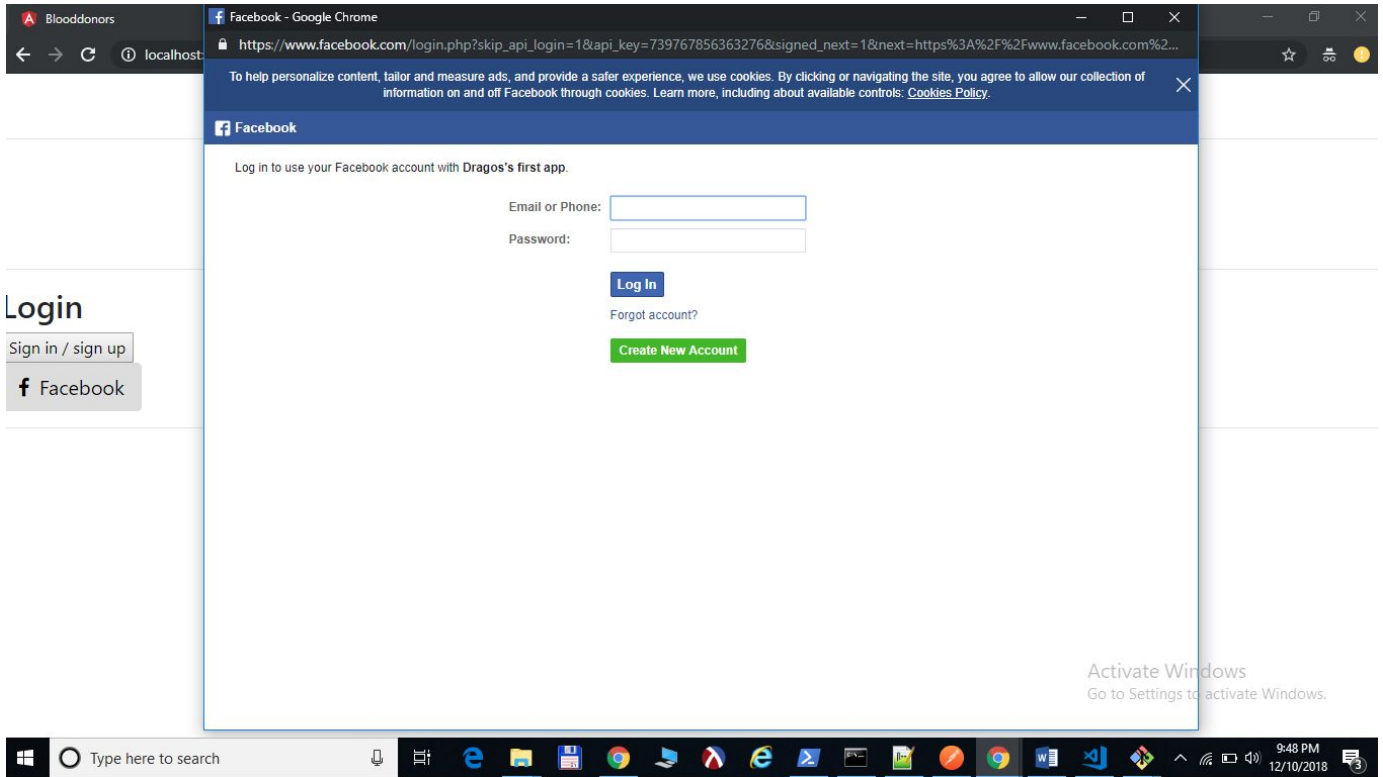 Blooddonors
Facebook - Google Chrome
localhost:
https://www.facebook.com/login.php?skip_api_login=1&api_key=739767856363276&signed_next=1&next=https%3A%2F%2Fwww.facebook.com%2...
To help personalize content, tailor and measure ads, and provide a safer experience, we use cookies. By clicking or navigating the site, you agree to allow our collection of
information on and off Facebook through cookies. Learn more, including about available controls: Cookies Policy.
Facebook
Log in to use your Facebook account with Dragos's first app.
Email or Phone:
Password:
Log In
Forgot account?
Create New Account
Login
Sign in / sign up
Facebook
Activate Windows
Go to Settings to activate Windows.
Type here to search
9:48 PM
12/10/2018
3